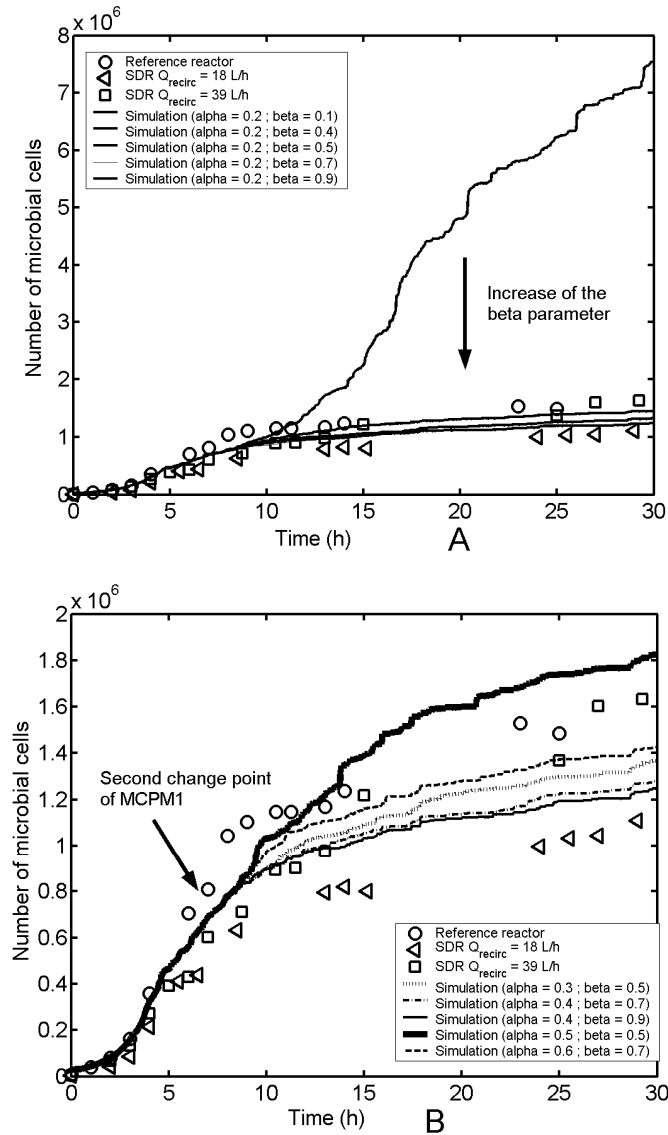 x 10⁶
8
7
6
5
4
3
2
1
0
Number of microbial cells
Reference reactor
SDR Q_recirc = 18 L/h
SDR Q_recirc = 39 L/h
Simulation (alpha = 0.2 ; beta = 0.1)
Simulation (alpha = 0.2 ; beta = 0.4)
Simulation (alpha = 0.2 ; beta = 0.5)
Simulation (alpha = 0.2 ; beta = 0.7)
Simulation (alpha = 0.2 ; beta = 0.9)
Increase of the
beta parameter
0 5 10 15 20 25 30
Time (h)
A
x 10⁶
2
1.8
1.6
1.4
1.2
1
0.8
0.6
0.4
0.2
0
Number of microbial cells
Second change point
of MCPM1
Reference reactor
SDR Q_recirc = 18 L/h
SDR Q_recirc = 39 L/h
Simulation (alpha = 0.3 ; beta = 0.5)
Simulation (alpha = 0.4 ; beta = 0.7)
Simulation (alpha = 0.4 ; beta = 0.9)
Simulation (alpha = 0.5 ; beta = 0.5)
Simulation (alpha = 0.6 ; beta = 0.7)
0 5 10 15 20 25 30
Time (h)
B